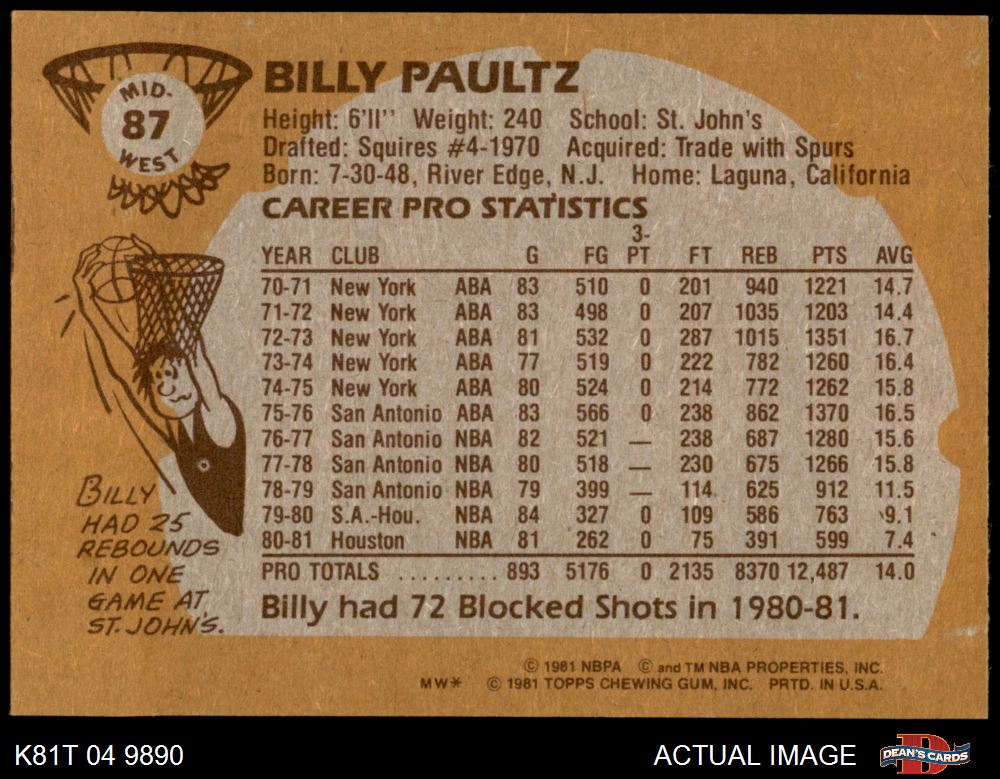 MID-
87
WEST
BILLY PAULTZ
Height: 6'11" Weight: 240 School: St. John's
Drafted: Squires #4-1970 Acquired: Trade with Spurs
Born: 7-30-48, River Edge, N.J. Home: Laguna, California
CAREER PRO STATISTICS
YEAR CLUB G FG 3-PT FT REB PTS AVG
70-71 New York ABA 83 510 0 201 940 1221 14.7
71-72 New York ABA 83 498 0 207 1035 1203 14.4
72-73 New York ABA 81 532 0 287 1015 1351 16.7
73-74 New York ABA 77 519 0 222 782 1260 16.4
74-75 New York ABA 80 524 0 214 772 1262 15.8
75-76 San Antonio ABA 83 566 0 238 862 1370 16.5
76-77 San Antonio NBA 82 521 — 238 687 1280 15.6
77-78 San Antonio NBA 80 518 — 230 675 1266 15.8
78-79 San Antonio NBA 79 399 — 114 625 912 11.5
79-80 S.A.-Hou. NBA 84 327 0 109 586 763 9.1
80-81 Houston NBA 81 262 0 75 391 599 7.4
PRO TOTALS ......... 893 5176 0 2135 8370 12,487 14.0
Billy had 72 Blocked Shots in 1980-81.
BILLY
HAD 25
REBOUNDS
IN ONE
GAME AT
ST. JOHN'S.
© 1981 NBPA © and TM NBA PROPERTIES, INC.
MW* © 1981 TOPPS CHEWING GUM, INC. PRTD. IN U.S.A.
K81T 04 9890
ACTUAL IMAGE
DEAN'S CARDS